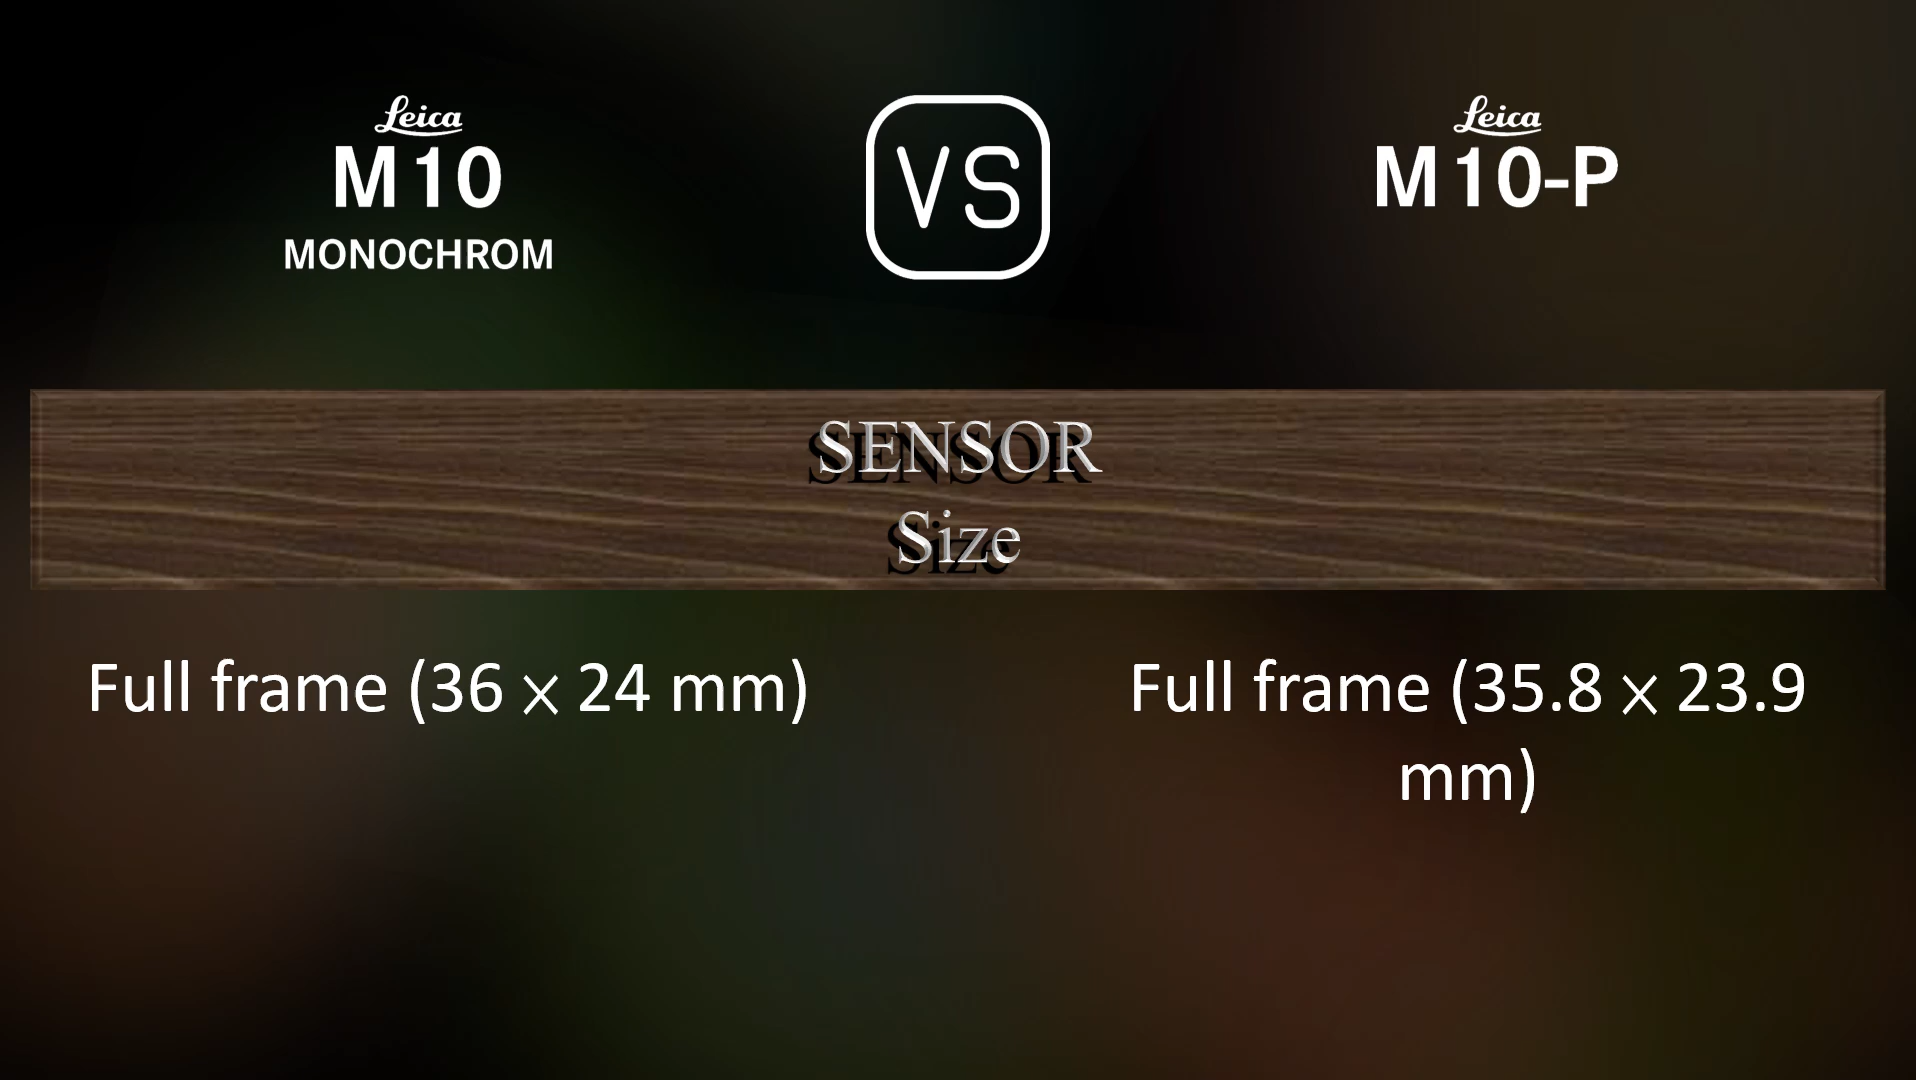 Leica
M10
MONOCHROM
VS
Leica
M10-P
SENSOR
Size
Full frame (36 x 24 mm)
Full frame (35.8 x 23.9
mm)